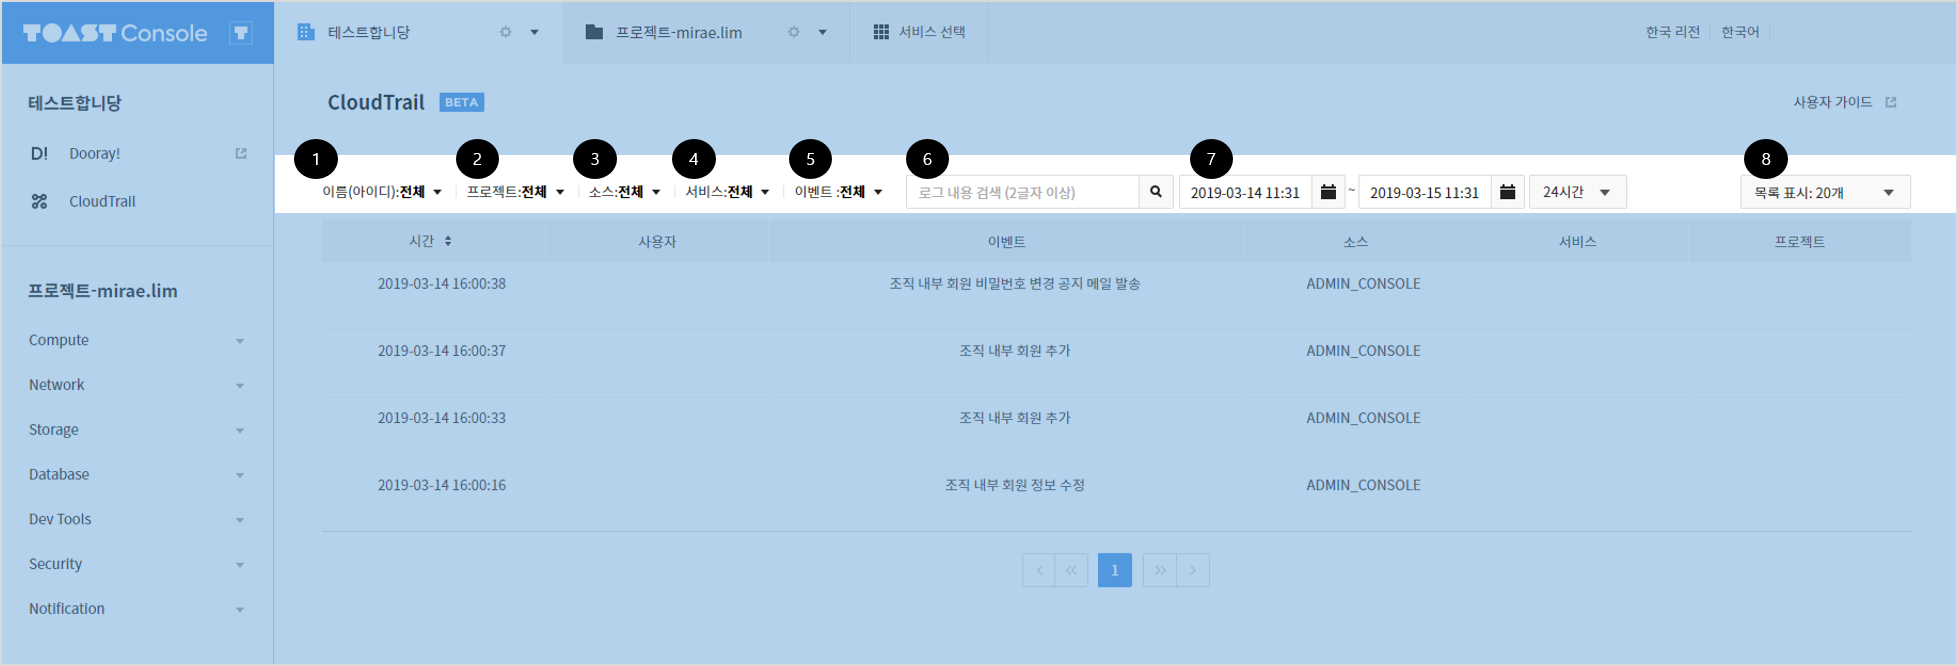 TOAST Console T
테스트합니당
프로젝트-mirae.lim
서비스 선택
한국 리전
한국어
테스트합니당
D! Dooray!
CloudTrail
프로젝트-mirae.lim
Compute
Network
Storage
Database
Dev Tools
Security
Notification
CloudTrail BETA
사용자 가이드
1 2 3 4 5 6 7 8
이름(아이디):전체 프로젝트:전체 소스:전체 서비스:전체 이벤트 :전체 로그 내용 검색 (2글자 이상) 2019-03-14 11:31 ~ 2019-03-15 11:31 24시간 목록 표시: 20개
시간 사용자 이벤트 소스 서비스 프로젝트
2019-03-14 16:00:38 조직 내부 회원 비밀번호 변경 공지 메일 발송 ADMIN_CONSOLE
2019-03-14 16:00:37 조직 내부 회원 추가 ADMIN_CONSOLE
2019-03-14 16:00:33 조직 내부 회원 추가 ADMIN_CONSOLE
2019-03-14 16:00:16 조직 내부 회원 정보 수정 ADMIN_CONSOLE
1